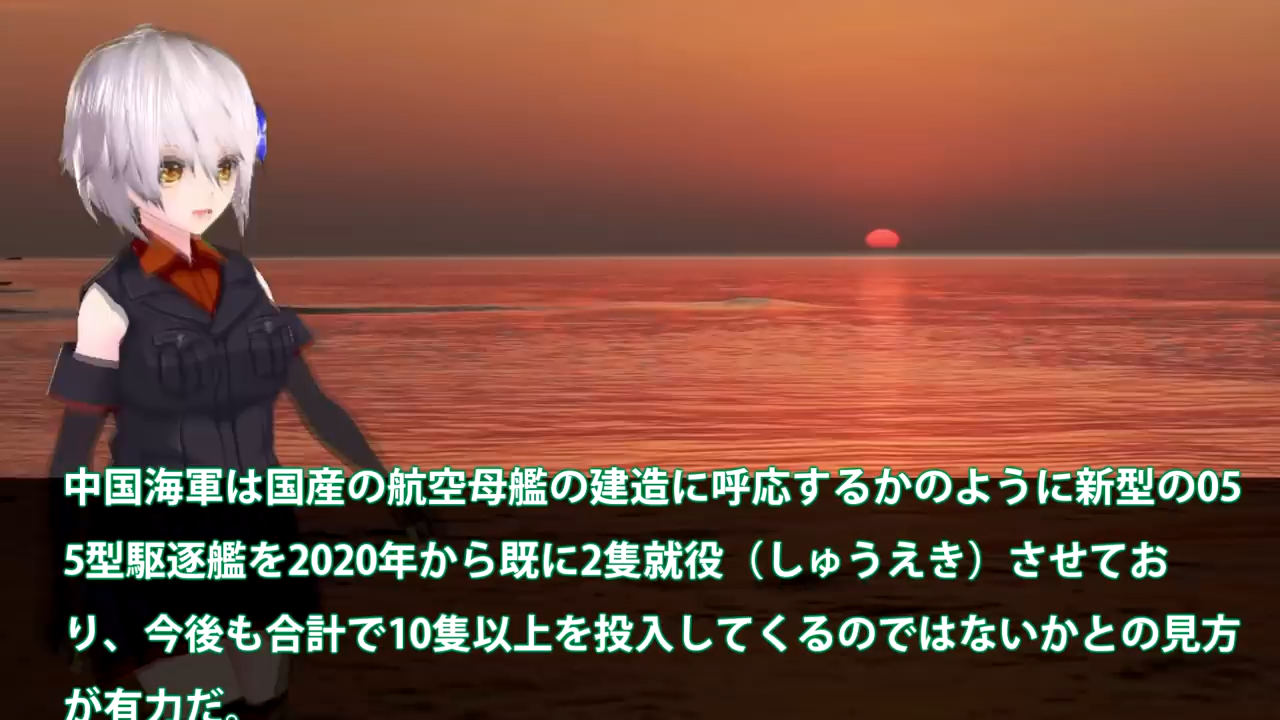 中国海軍は国産の航空母艦の建造に呼応するかのように新型の05
5型駆逐艦を2020年から既に2隻就役（しゅうえき）させてお
り、今後も合計で10隻以上を投入してくるのではないかとの見方
が有力だ。